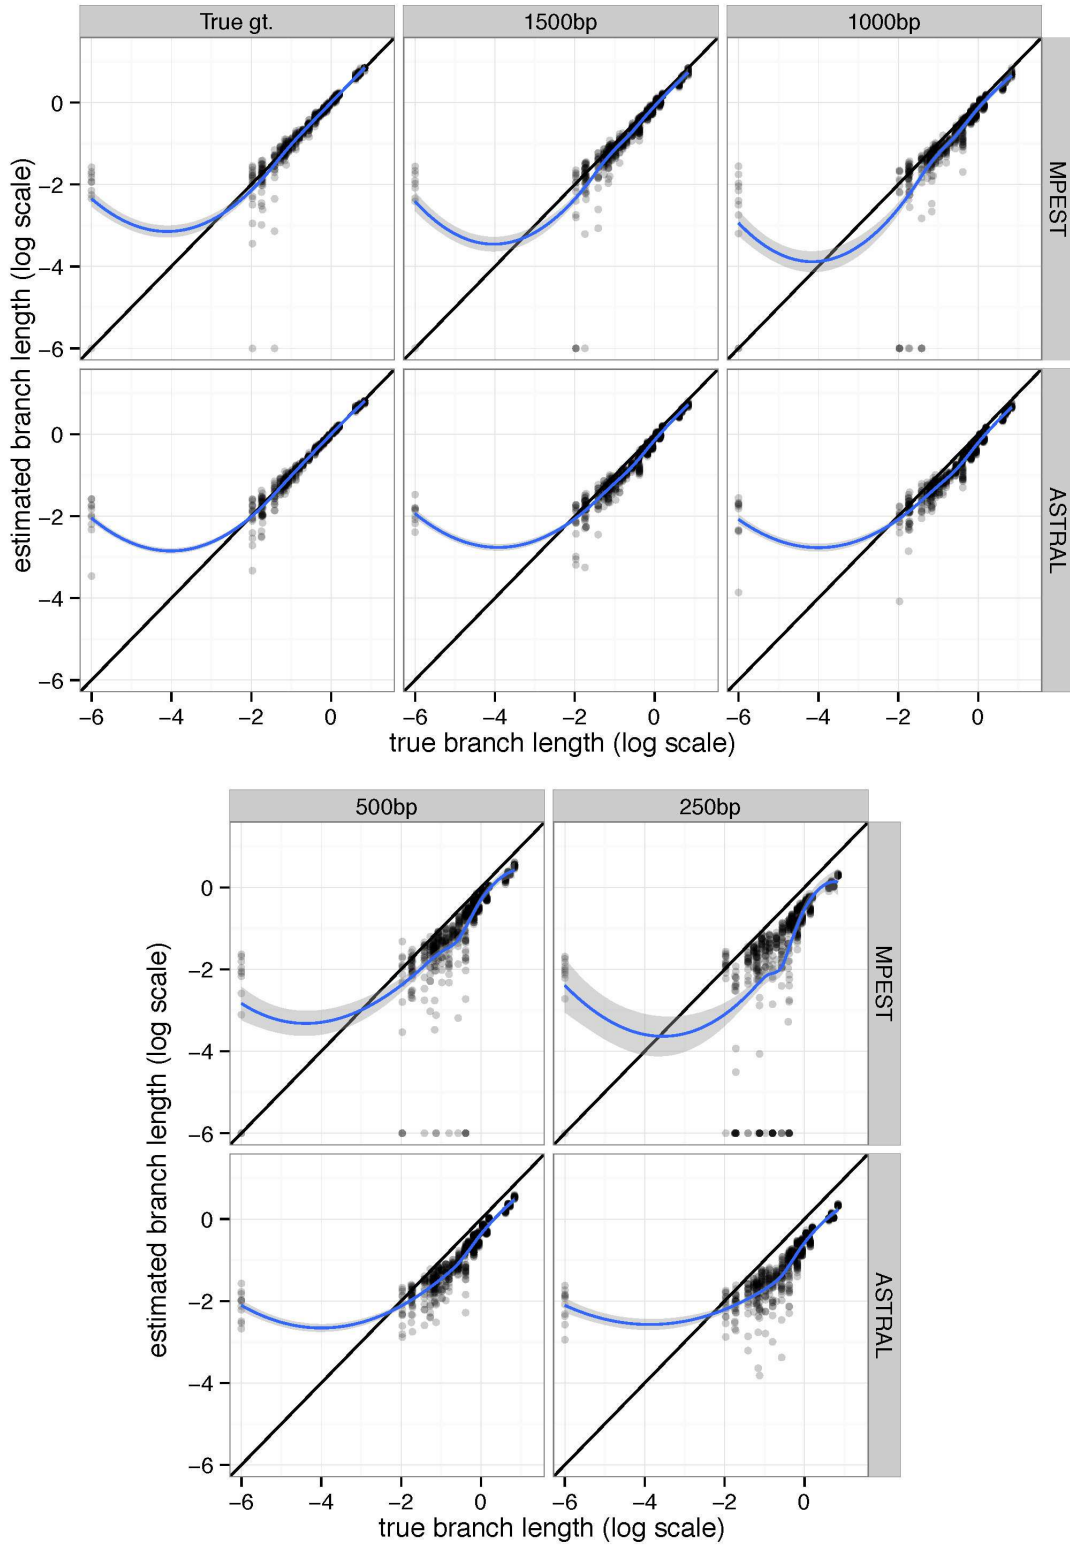 True gt. 1500bp 1000bp
estimated branch length (log scale)
0
−2
−4
−6
MPEST
0
−2
−4
−6
ASTRAL
−6 −4 −2 0 −6 −4 −2 0 −6 −4 −2 0
true branch length (log scale)
500bp 250bp
estimated branch length (log scale)
0
−2
−4
−6
MPEST
0
−2
−4
−6
ASTRAL
−6 −4 −2 0 −6 −4 −2 0
true branch length (log scale)